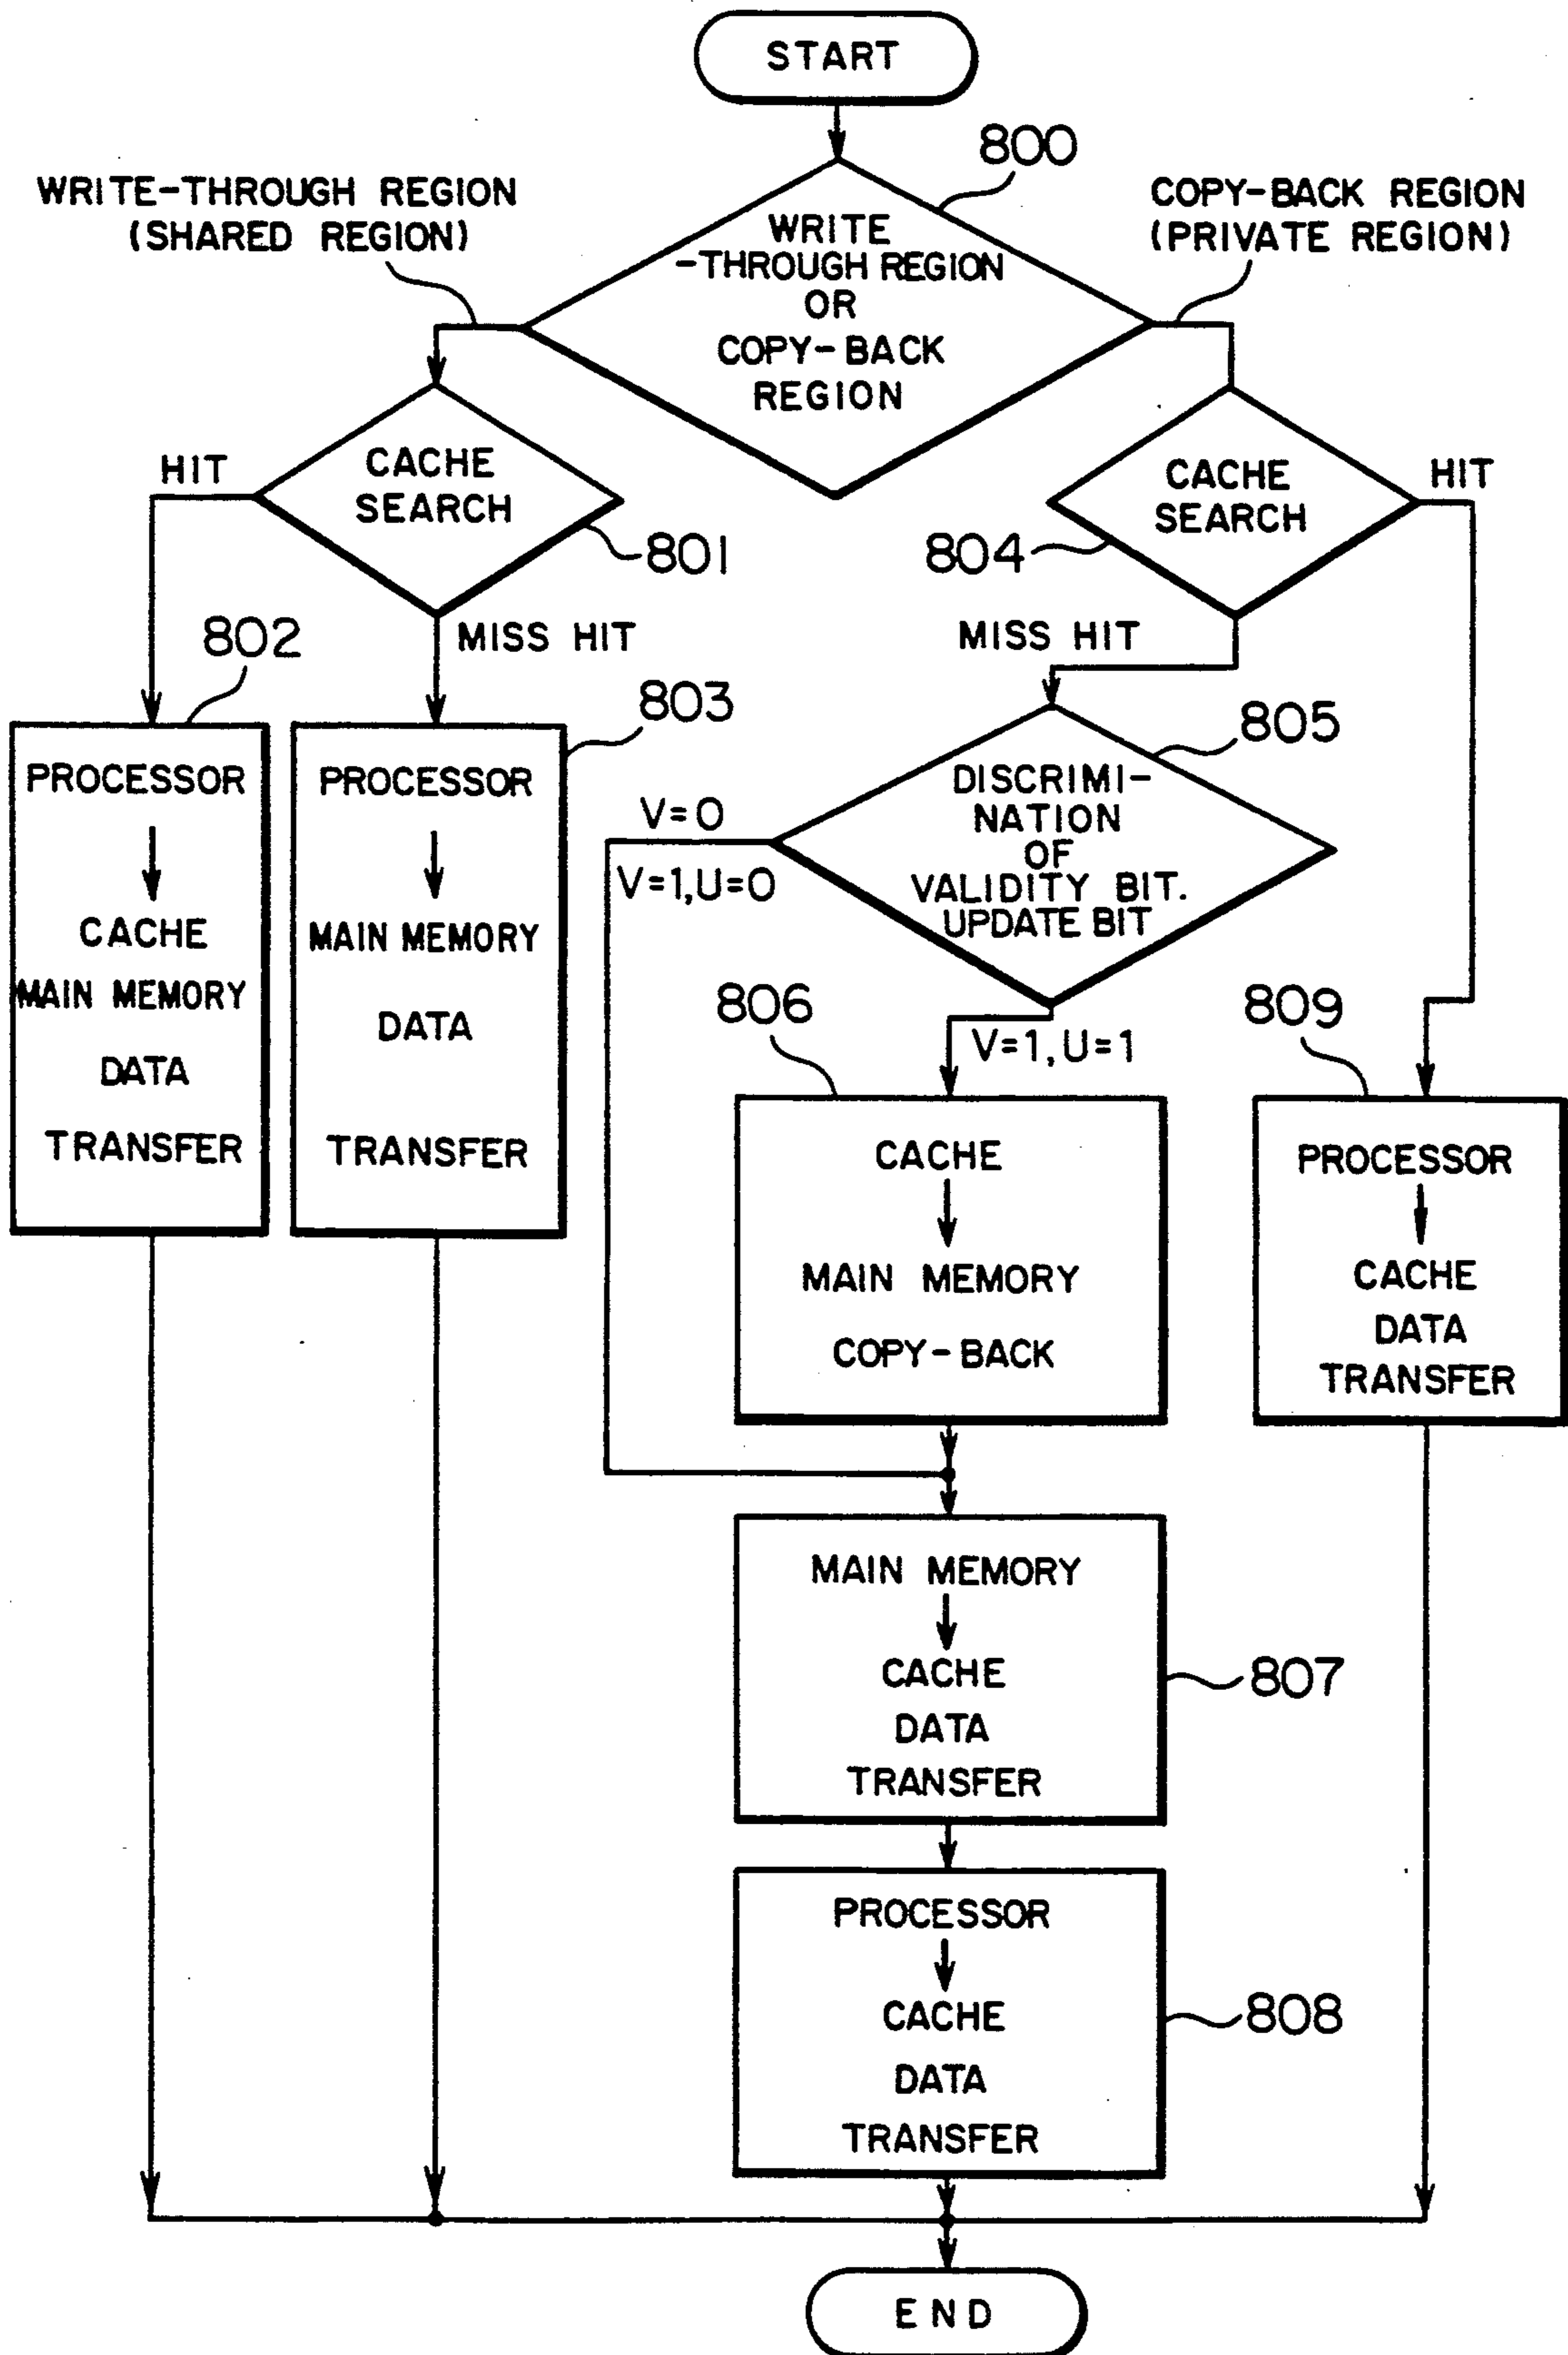 START
800
WRITE-THROUGH REGION
(SHARED REGION)
COPY-BACK REGION
(PRIVATE REGION)
WRITE
-THROUGH REGION
OR
COPY-BACK
REGION
HIT
CACHE
SEARCH
801
CACHE
SEARCH
HIT
804
802
MISS HIT
MISS HIT
803
805
PROCESSOR
CACHE
MAIN MEMORY
DATA
TRANSFER
PROCESSOR
MAIN MEMORY
DATA
TRANSFER
V=0
V=1,U=0
DISCRIMI-
NATION
OF
VALIDITY BIT.
UPDATE BIT
806
V=1,U=1
809
CACHE
MAIN MEMORY
COPY-BACK
PROCESSOR
CACHE
DATA
TRANSFER
MAIN MEMORY
CACHE
DATA
TRANSFER
807
PROCESSOR
CACHE
DATA
TRANSFER
808
END